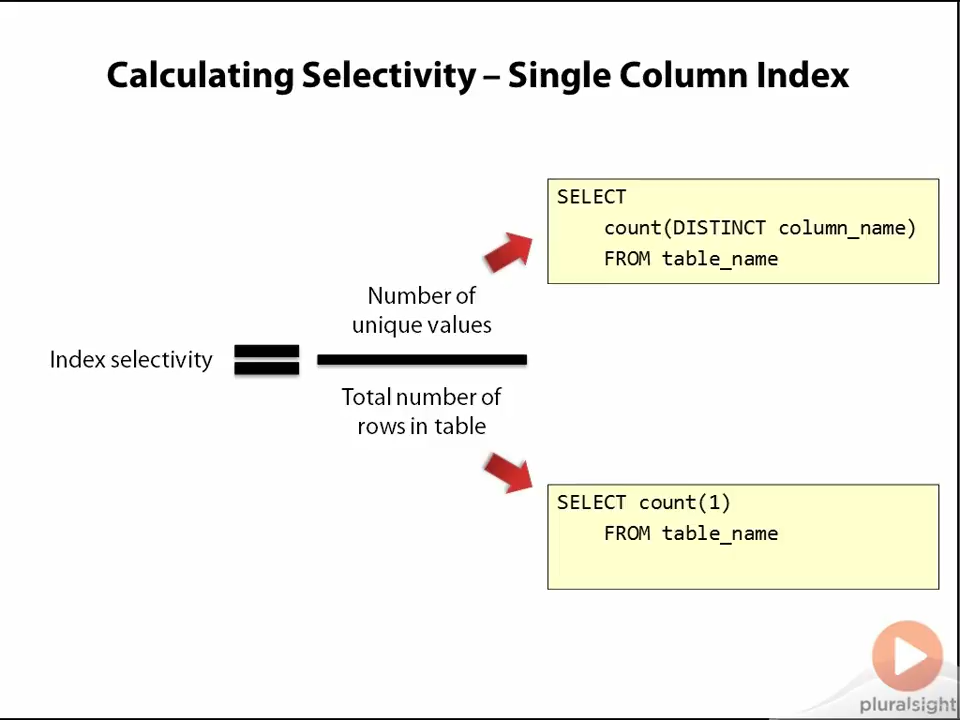 Calculating Selectivity – Single Column Index
SELECT
count(DISTINCT column_name)
FROM table_name
Number of
unique values
Index selectivity
Total number of
rows in table
SELECT count(1)
FROM table_name
pluralsight